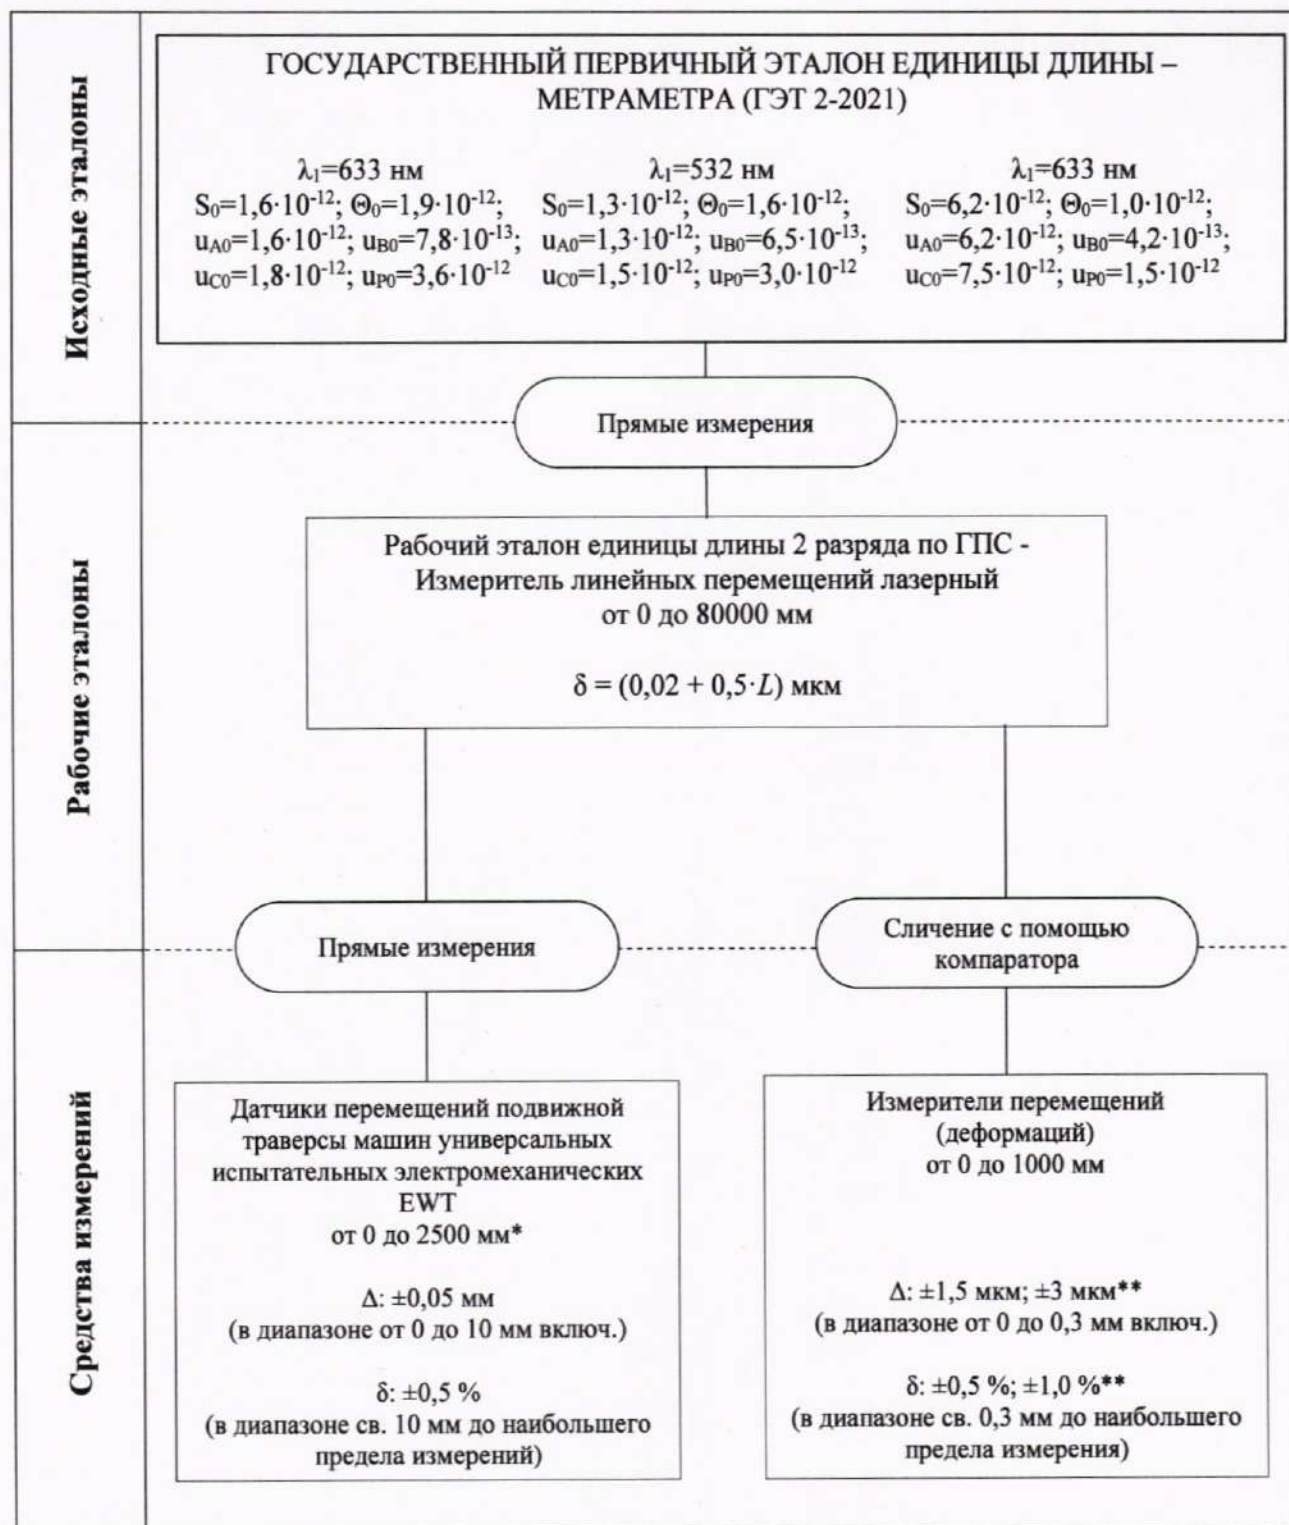 Исходные эталоны
ГОСУДАРСТВЕННЫЙ ПЕРВИЧНЫЙ ЭТАЛОН ЕДИНИЦЫ ДЛИНЫ –
МЕТРАМЕТРА (ГЭТ 2-2021)
λ₁=633 нм
S₀=1,6·10⁻¹²; Θ₀=1,9·10⁻¹²;
u_A0=1,6·10⁻¹²; u_B0=7,8·10⁻¹³;
u_C0=1,8·10⁻¹²; u_P0=3,6·10⁻¹²
λ₁=532 нм
S₀=1,3·10⁻¹²; Θ₀=1,6·10⁻¹²;
u_A0=1,3·10⁻¹²; u_B0=6,5·10⁻¹³;
u_C0=1,5·10⁻¹²; u_P0=3,0·10⁻¹²
λ₁=633 нм
S₀=6,2·10⁻¹²; Θ₀=1,0·10⁻¹²;
u_A0=6,2·10⁻¹²; u_B0=4,2·10⁻¹³;
u_C0=7,5·10⁻¹²; u_P0=1,5·10⁻¹²
Прямые измерения
Рабочие эталоны
Рабочий эталон единицы длины 2 разряда по ГПС -
Измеритель линейных перемещений лазерный
от 0 до 80000 мм
δ = (0,02 + 0,5·L) мкм
Прямые измерения
Сличение с помощью
компаратора
Средства измерений
Датчики перемещений подвижной
траверсы машин универсальных
испытательных электромеханических
EWT
от 0 до 2500 мм*
Δ: ±0,05 мм
(в диапазоне от 0 до 10 мм включ.)
δ: ±0,5 %
(в диапазоне св. 10 мм до наибольшего
предела измерений)
Измерители перемещений
(деформаций)
от 0 до 1000 мм
Δ: ±1,5 мкм; ±3 мкм**
(в диапазоне от 0 до 0,3 мм включ.)
δ: ±0,5 %; ±1,0 %**
(в диапазоне св. 0,3 мм до наибольшего
предела измерения)